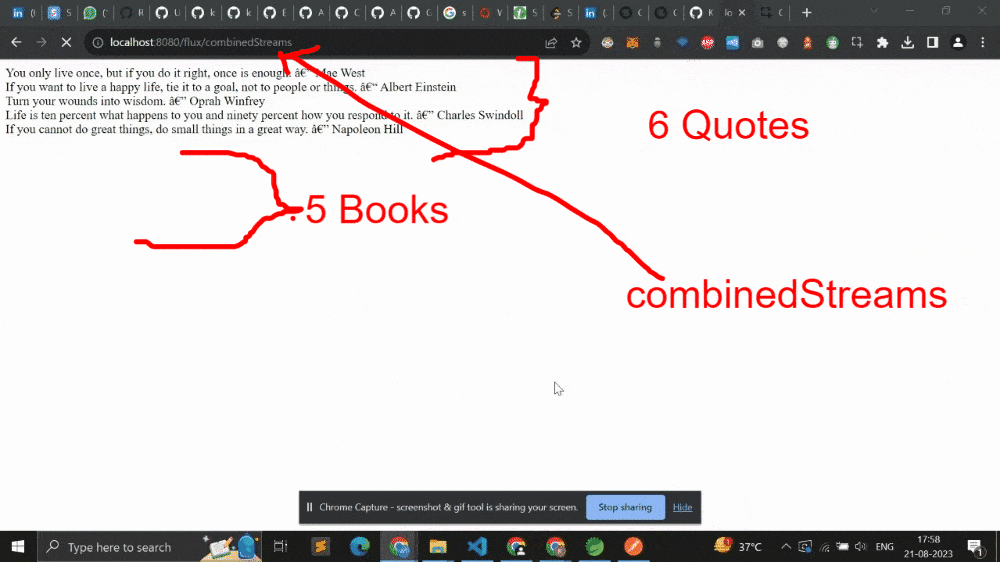 localhost:8080/flux/combinedStreams
You only live once, but if you do it right, once is enough. â€” Mae West
If you want to live a happy life, tie it to a goal, not to people or things. â€“ Albert Einstein
Turn your wounds into wisdom. â€” Oprah Winfrey
Life is ten percent what happens to you and ninety percent how you respond to it. â€” Charles Swindoll
If you cannot do great things, do small things in a great way. â€” Napoleon Hill
6 Quotes
5 Books
combinedStreams
Chrome Capture - screenshot & gif tool is sharing your screen.
Stop sharing
Hide
Type here to search
37°C
ENG
17:58
21-08-2023